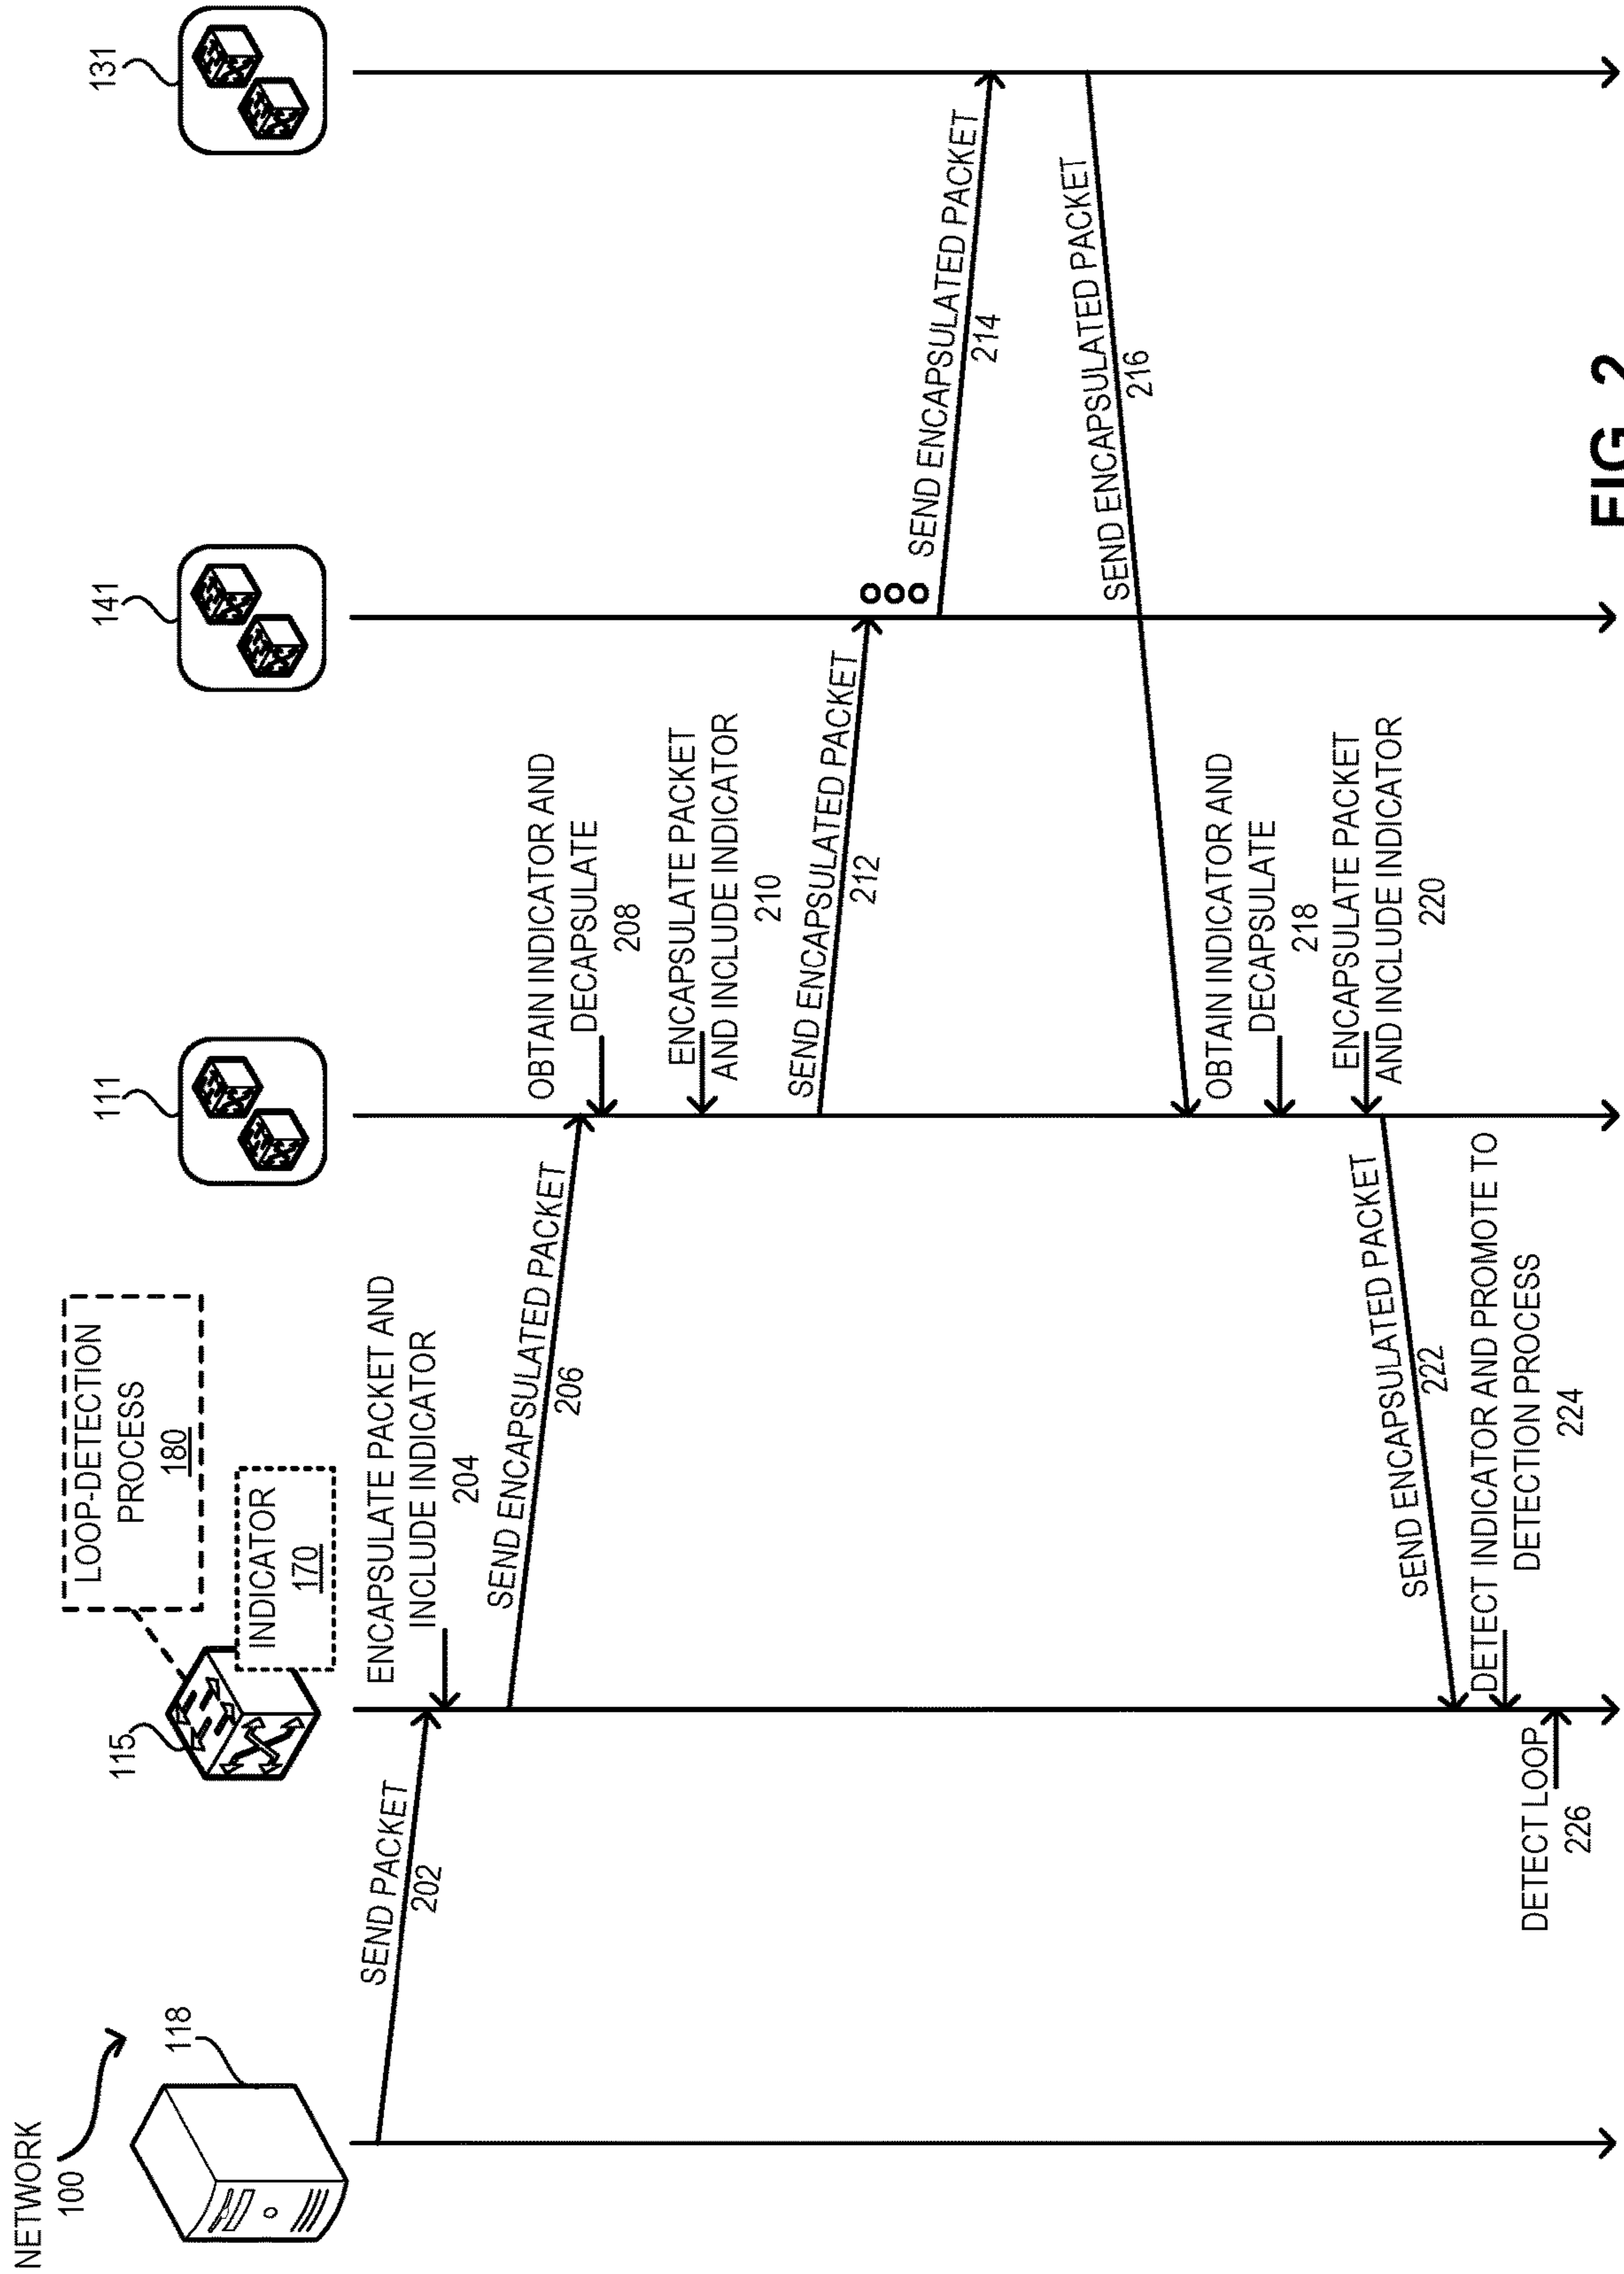 NETWORK
100
118
115
LOOP-DETECTION
PROCESS
180
INDICATOR
170
111
141
131
SEND PACKET
202
ENCAPSULATE PACKET AND
INCLUDE INDICATOR
204
SEND ENCAPSULATED PACKET
206
OBTAIN INDICATOR AND
DECAPSULATE
208
ENCAPSULATE PACKET
AND INCLUDE INDICATOR
210
SEND ENCAPSULATED PACKET
212
SEND ENCAPSULATED PACKET
214
SEND ENCAPSULATED PACKET
216
OBTAIN INDICATOR AND
DECAPSULATE
218
ENCAPSULATE PACKET
AND INCLUDE INDICATOR
220
SEND ENCAPSULATED PACKET
222
DETECT INDICATOR AND PROMOTE TO
DETECTION PROCESS
224
DETECT LOOP
226
FIG. 2